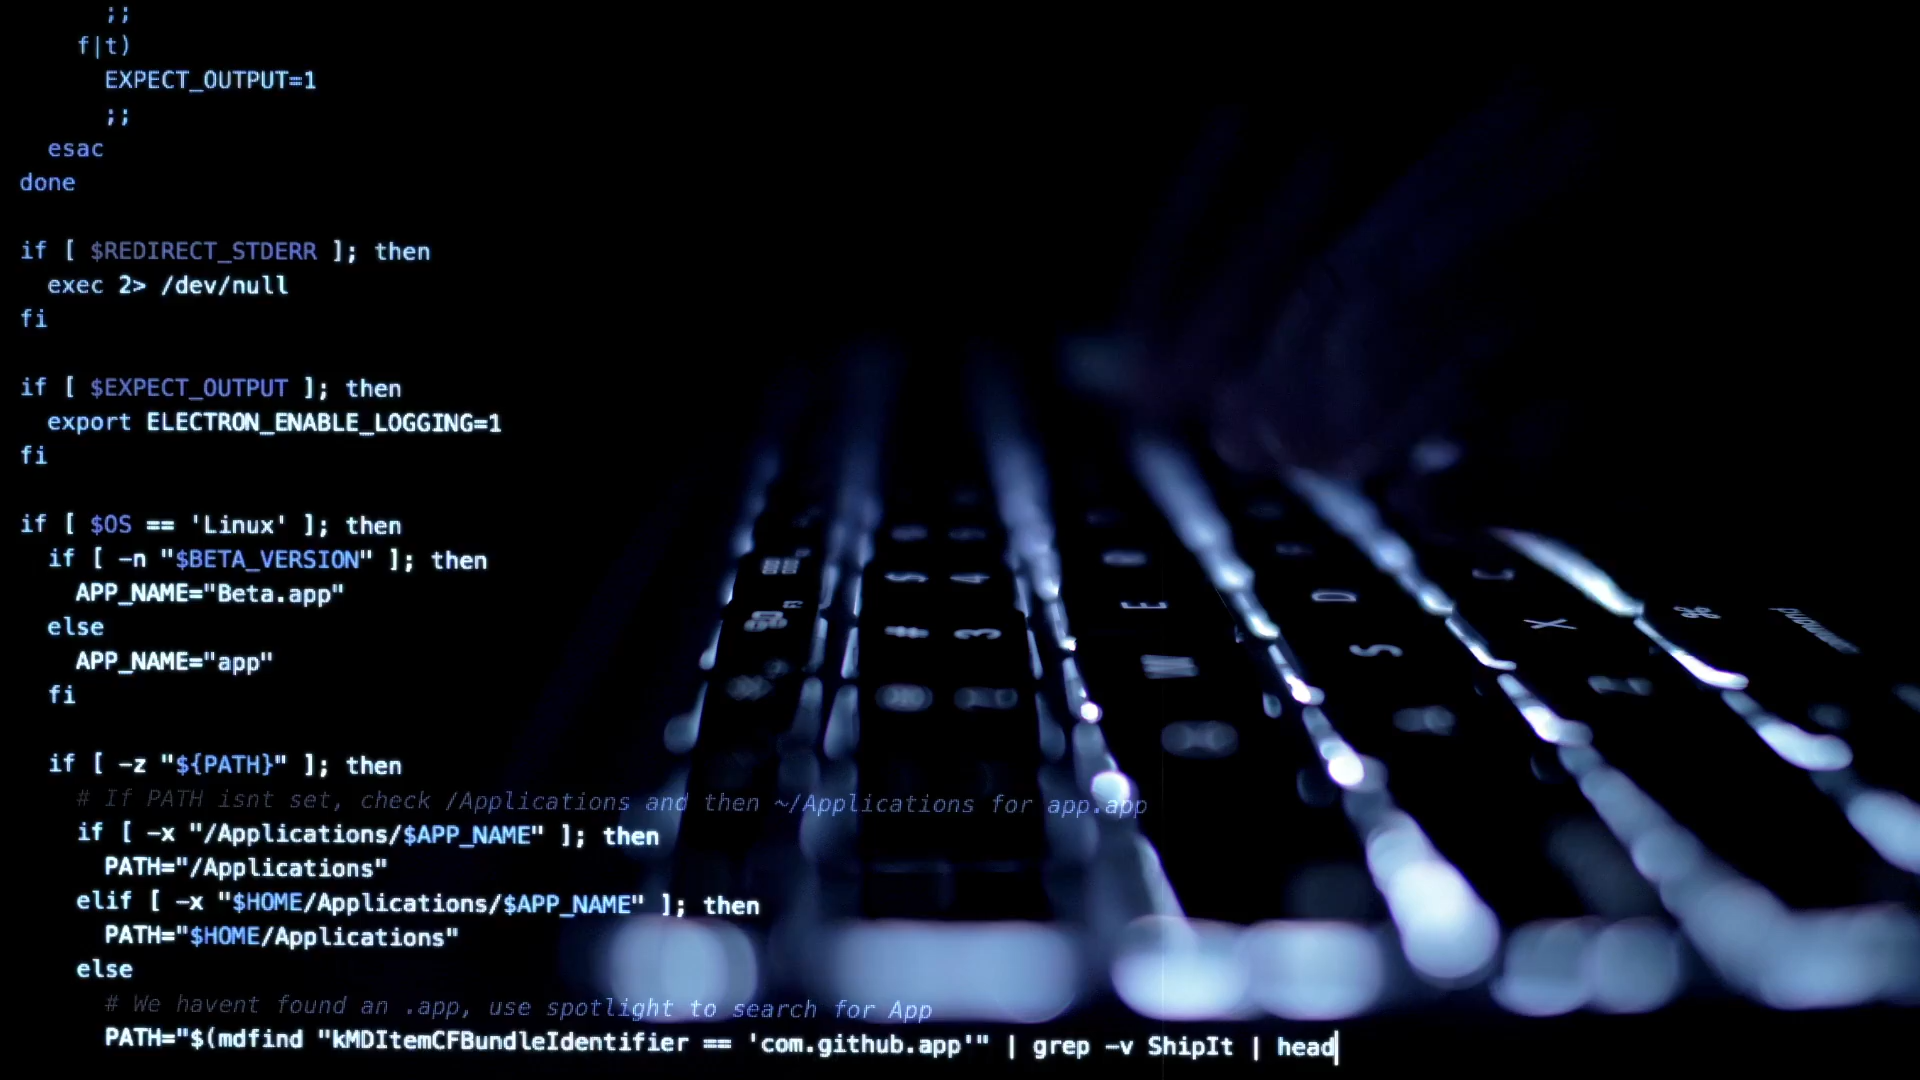 ;;
f|t)
EXPECT_OUTPUT=1
;;
esac
done
if [ $REDIRECT_STDERR ]; then
exec 2> /dev/null
fi
if [ $EXPECT_OUTPUT ]; then
export ELECTRON_ENABLE_LOGGING=1
fi
if [ $OS == 'Linux' ]; then
if [ -n "$BETA_VERSION" ]; then
APP_NAME="Beta.app"
else
APP_NAME="app"
fi
if [ -z "${PATH}" ]; then
# If PATH isnt set, check /Applications and then ~/Applications for app.app
if [ -x "/Applications/$APP_NAME" ]; then
PATH="/Applications"
elif [ -x "$HOME/Applications/$APP_NAME" ]; then
PATH="$HOME/Applications"
else
# We havent found an .app, use spotlight to search for App
PATH="$(mdfind "kMDItemCFBundleIdentifier == 'com.github.app'" | grep -v ShipIt | head
# 3
E
W
D
S
X
⌘